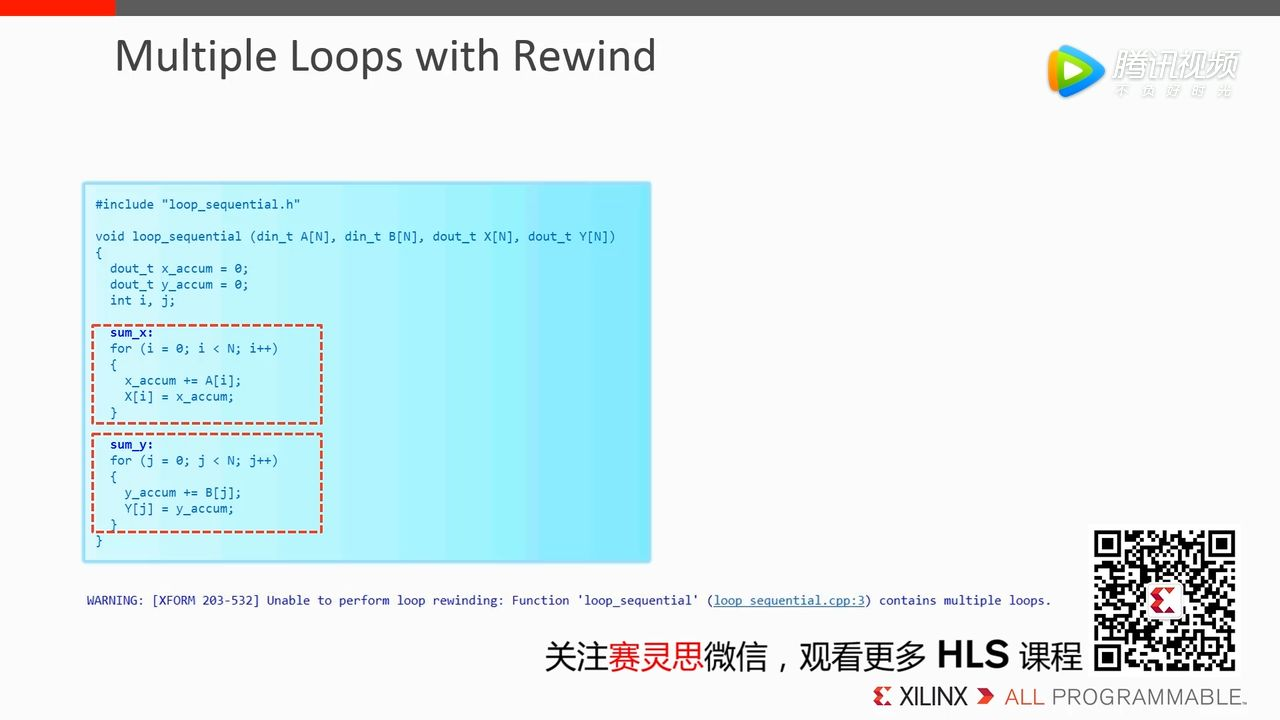 Multiple Loops with Rewind
腾讯视频
不负好时光
#include "loop_sequential.h"
void loop_sequential (din_t A[N], din_t B[N], dout_t X[N], dout_t Y[N])
{
dout_t x_accum = 0;
dout_t y_accum = 0;
int i, j;
sum_x:
for (i = 0; i < N; i++)
{
x_accum += A[i];
X[i] = x_accum;
}
sum_y:
for (j = 0; j < N; j++)
{
y_accum += B[j];
Y[j] = y_accum;
}
}
WARNING: [XFORM 203-532] Unable to perform loop rewinding: Function 'loop_sequential' (loop_sequential.cpp:3) contains multiple loops.
关注赛灵思微信，观看更多 HLS 课程
XILINX ALL PROGRAMMABLE™